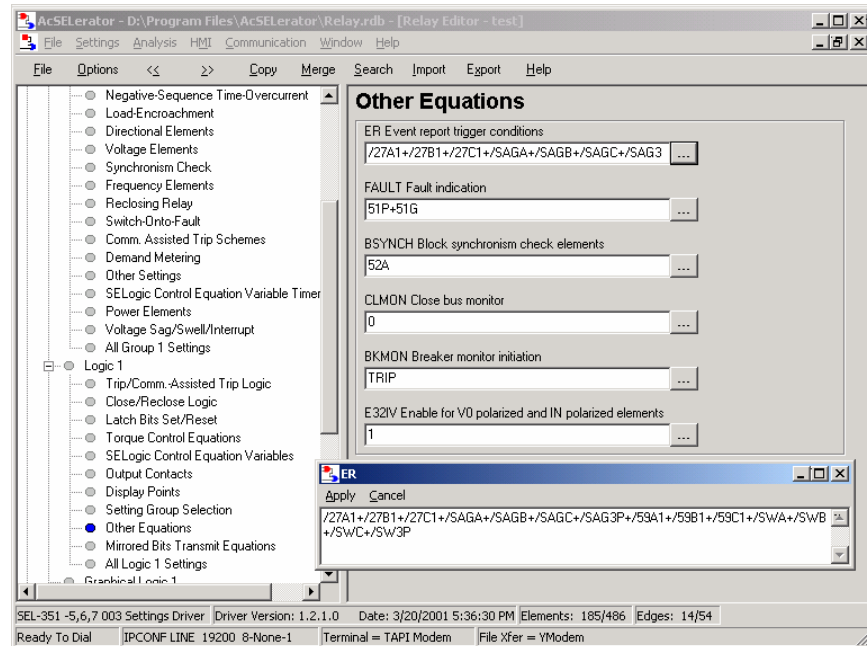 AcSELerator - D:\Program Files\AcSELerator\Relay.rdb - [Relay Editor - test]
File Settings Analysis HMI Communication Window Help
File Options << >> Copy Merge Search Import Export Help
Negative-Sequence Time-Overcurrent
Load-Encroachment
Directional Elements
Voltage Elements
Synchronism Check
Frequency Elements
Reclosing Relay
Switch-Onto-Fault
Comm. Assisted Trip Schemes
Demand Metering
Other Settings
SELogic Control Equation Variable Timer
Power Elements
Voltage Sag/Swell/Interrupt
All Group 1 Settings
Logic 1
Trip/Comm.-Assisted Trip Logic
Close/Reclose Logic
Latch Bits Set/Reset
Torque Control Equations
SELogic Control Equation Variables
Output Contacts
Display Points
Setting Group Selection
Other Equations
Mirrored Bits Transmit Equations
All Logic 1 Settings
Graphical Logic 1
Other Equations
ER Event report trigger conditions
/27A1+/27B1+/27C1+/SAGA+/SAGB+/SAGC+/SAG3 ...
FAULT Fault indication
51P+51G ...
BSYNCH Block synchronism check elements
52A ...
CLMON Close bus monitor
0 ...
BKMON Breaker monitor initiation
TRIP ...
E32IV Enable for V0 polarized and IN polarized elements
1 ...
ER
Apply Cancel
/27A1+/27B1+/27C1+/SAGA+/SAGB+/SAGC+/SAG3P+/59A1+/59B1+/59C1+/SWA+/SWB
+/SWC+/SW3P
SEL-351 -5,6,7 003 Settings Driver Driver Version: 1.2.1.0 Date: 3/20/2001 5:36:30 PM Elements: 185/486 Edges: 14/54
Ready To Dial IPCONF LINE 19200 8-None-1 Terminal = TAPI Modem File Xfer = YModem